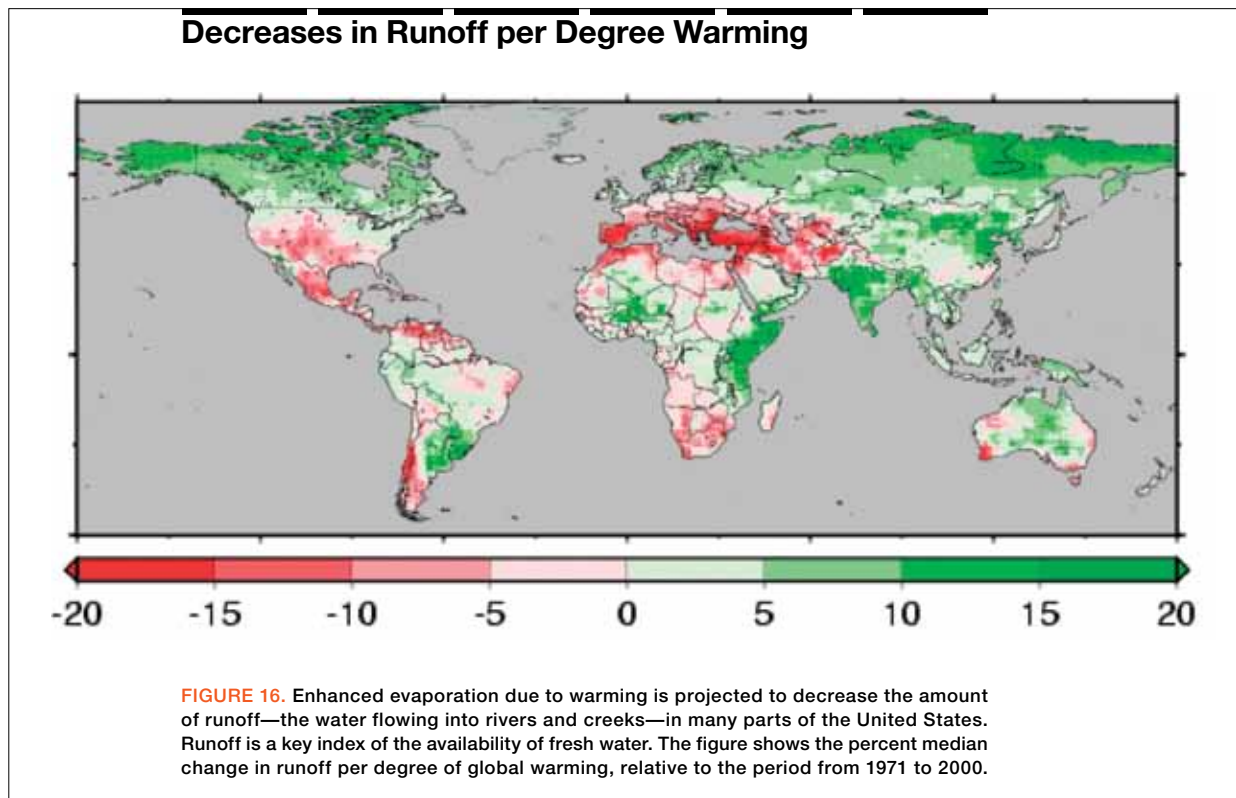 Decreases in Runoff per Degree Warming
-20 -15 -10 -5 0 5 10 15 20
FIGURE 16. Enhanced evaporation due to warming is projected to decrease the amount
of runoff—the water flowing into rivers and creeks—in many parts of the United States.
Runoff is a key index of the availability of fresh water. The figure shows the percent median
change in runoff per degree of global warming, relative to the period from 1971 to 2000.